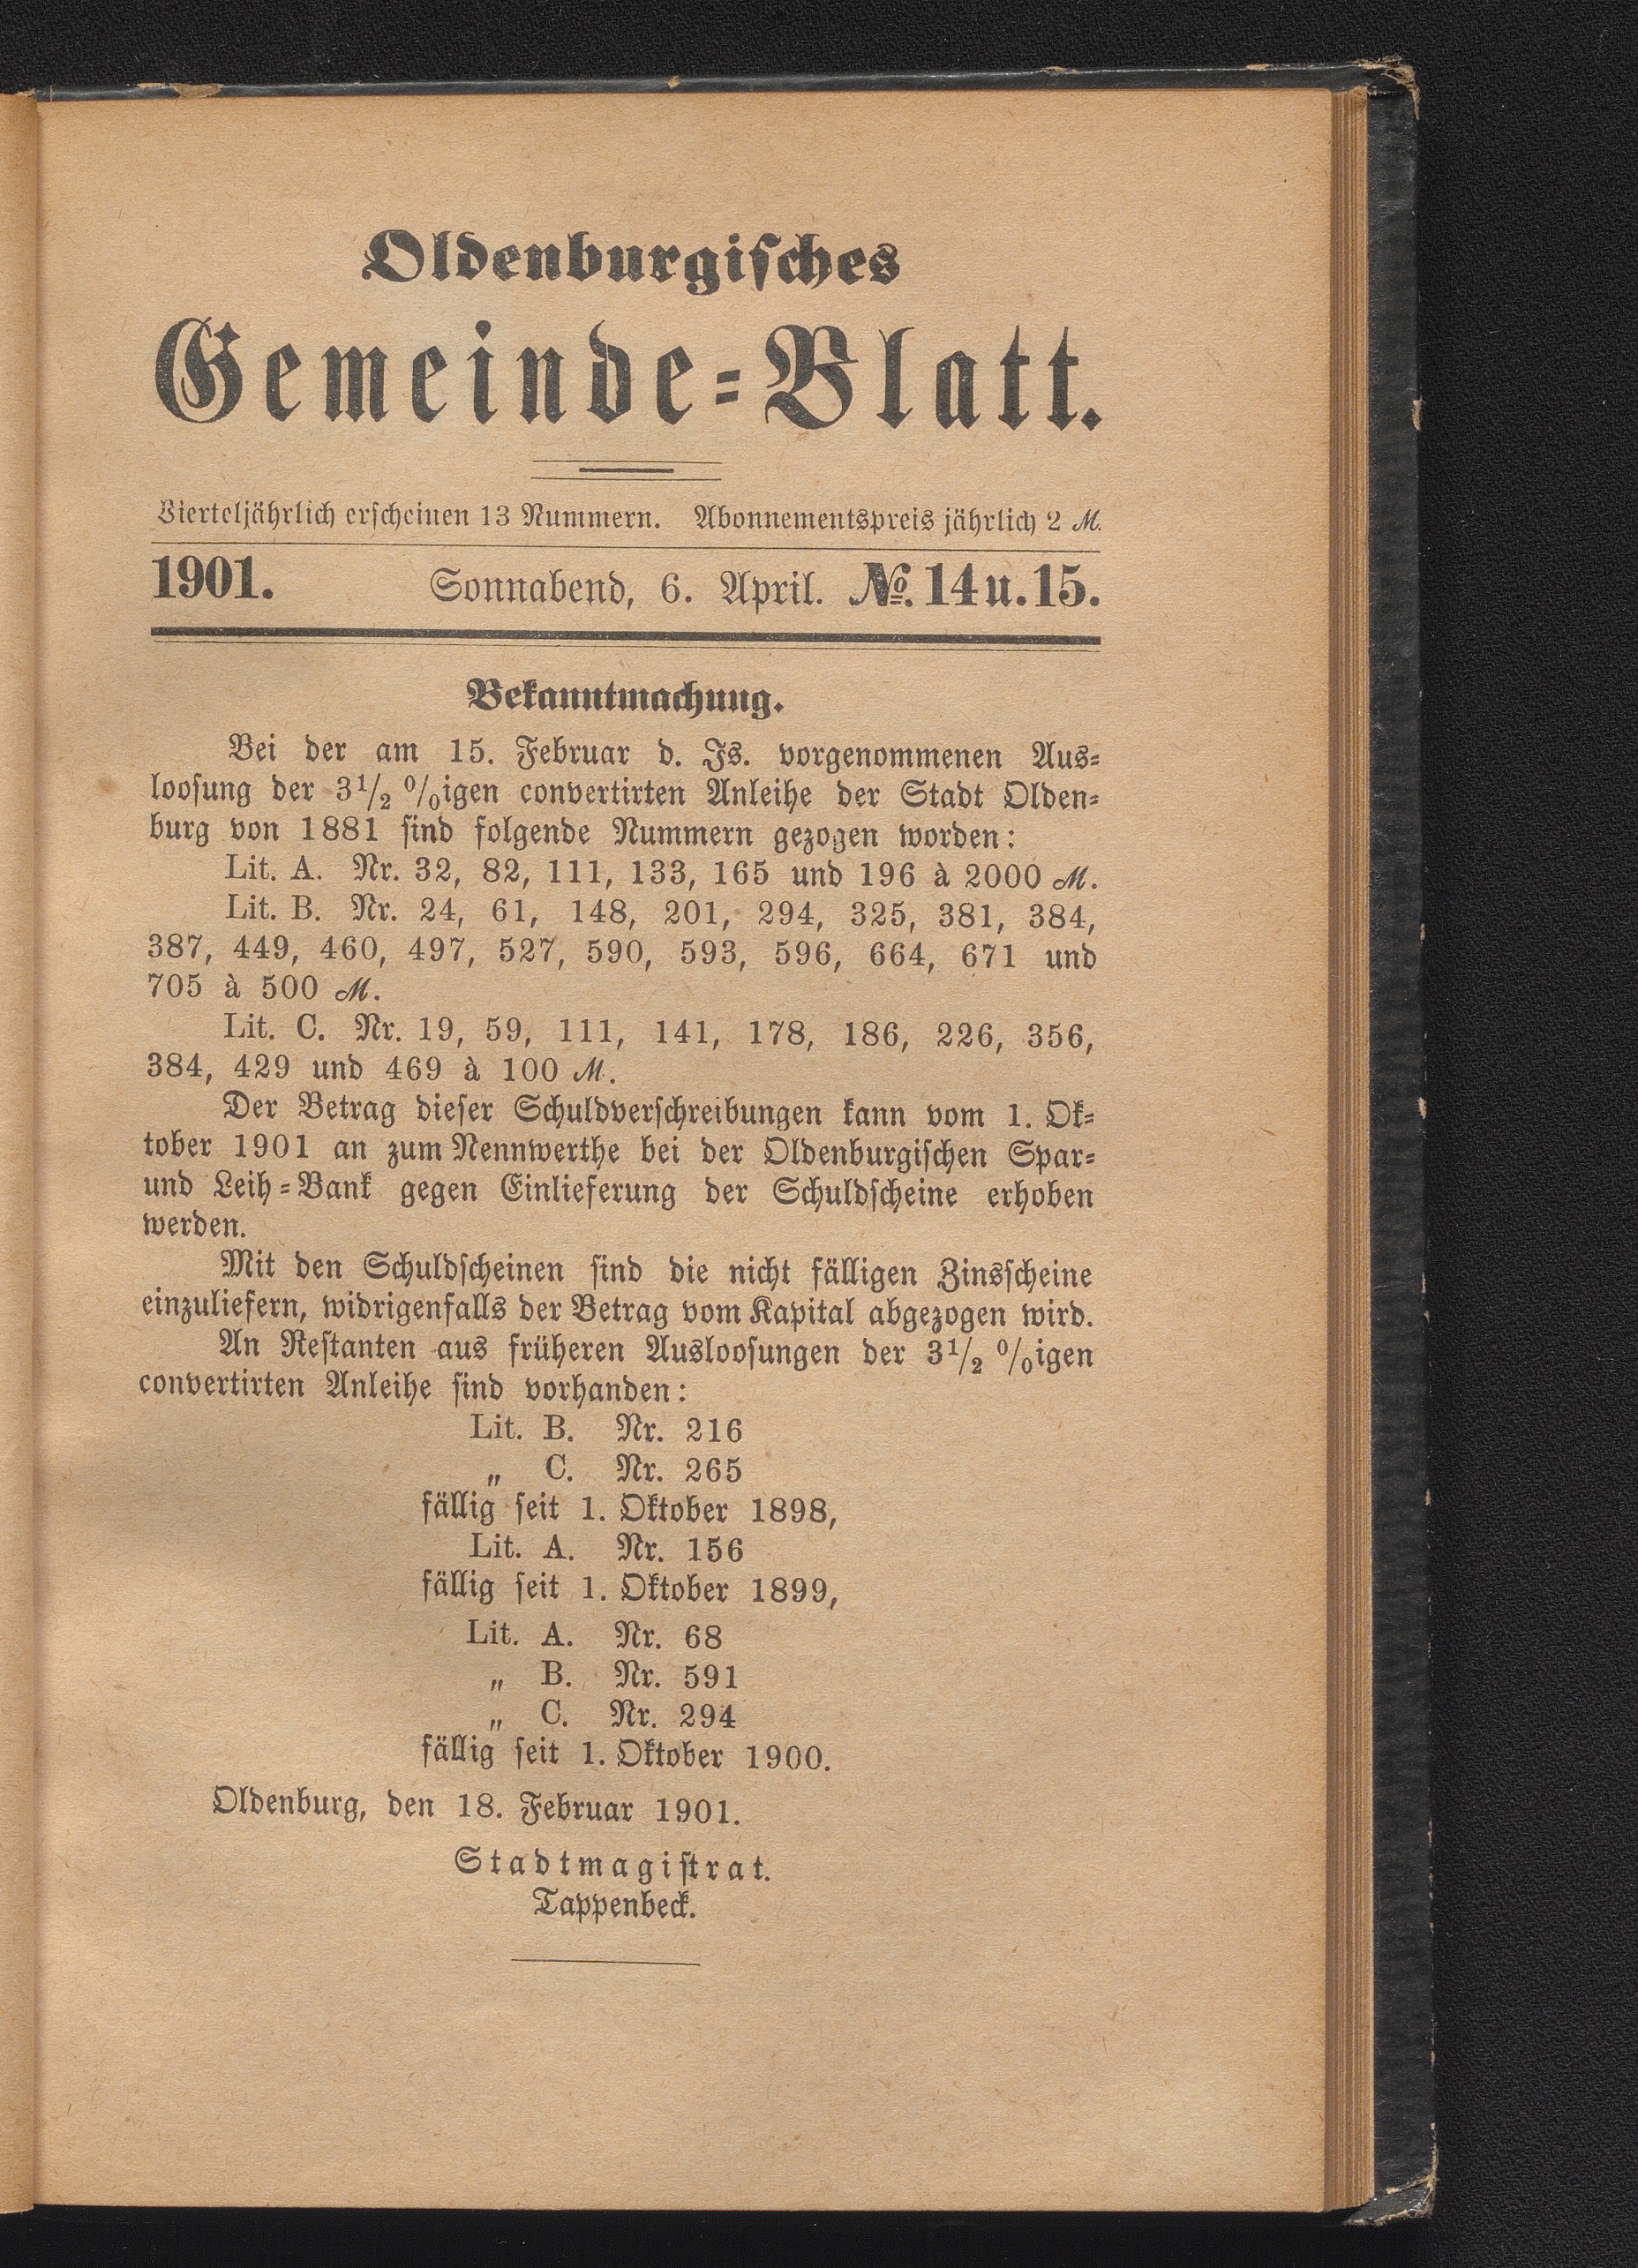 Oldenburgisches
Gemeinde-Blatt.
Vierteljährlich erscheinen 13 Nummern. Abonnementspreis jährlich 2 M.
1901. Sonnabend, 6. April. No. 14 u. 15.
Bekanntmachung.
Bei der am 15. Februar d. Js. vorgenommenen Aus-
loosung der 3 1/2 %igen convertirten Anleihe der Stadt Olden-
burg von 1881 sind folgende Nummern gezogen worden:
Lit. A. Nr. 32, 82, 111, 133, 165 und 196 à 2000 M.
Lit. B. Nr. 24, 61, 148, 201, 294, 325, 381, 384,
387, 449, 460, 497, 527, 590, 593, 596, 664, 671 und
705 à 500 M.
Lit. C. Nr. 19, 59, 111, 141, 178, 186, 226, 356,
384, 429 und 469 à 100 M.
Der Betrag dieser Schuldverschreibungen kann vom 1. Ok-
tober 1901 an zum Nennwerthe bei der Oldenburgischen Spar-
und Leih-Bank gegen Einlieferung der Schuldscheine erhoben
werden.
Mit den Schuldscheinen sind die nicht fälligen Zinsscheine
einzuliefern, widrigenfalls der Betrag vom Kapital abgezogen wird.
An Restanten aus früheren Ausloosungen der 3 1/2 %igen
convertirten Anleihe sind vorhanden:
Lit. B. Nr. 216
„ C. Nr. 265
fällig seit 1. Oktober 1898,
Lit. A. Nr. 156
fällig seit 1. Oktober 1899,
Lit. A. Nr. 68
„ B. Nr. 591
„ C. Nr. 294
fällig seit 1. Oktober 1900.
Oldenburg, den 18. Februar 1901.
Stadtmagistrat.
Tappenbeck.